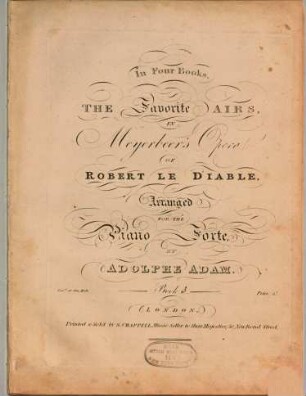 In Four Books,
THE Favorite AIRS,
IN
Meyerbeer's Opera
OF
ROBERT LE DIABLE,
Arranged
FOR THE
Piano Forte,
BY
ADOLPHE ADAM.
Book 3.
Price
LONDON,
Printed & Sold by S. CHAPPELL, Music Seller to their Majesties, 50, New Bond Street.